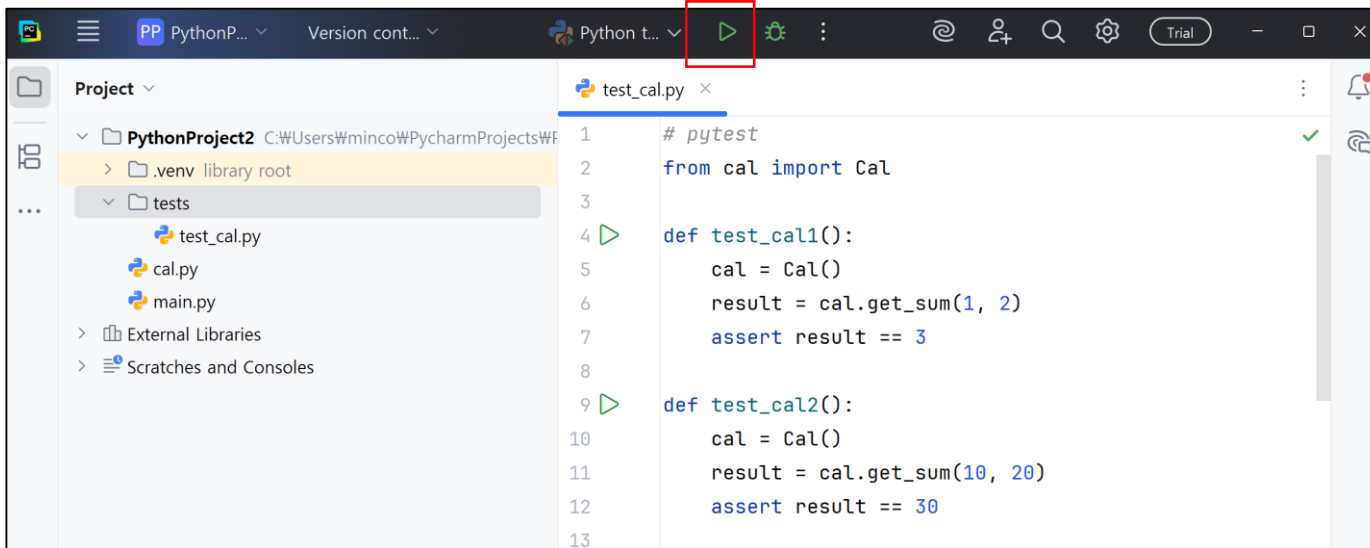 PC PP PythonP... Version cont... Python t... Trial
Project
test_cal.py
PythonProject2 C:₩Users₩minco₩PycharmProjects₩P
.venv library root
tests
test_cal.py
cal.py
main.py
External Libraries
Scratches and Consoles
1 # pytest
2 from cal import Cal
3
4 def test_cal1():
5 cal = Cal()
6 result = cal.get_sum(1, 2)
7 assert result == 3
8
9 def test_cal2():
10 cal = Cal()
11 result = cal.get_sum(10, 20)
12 assert result == 30
13